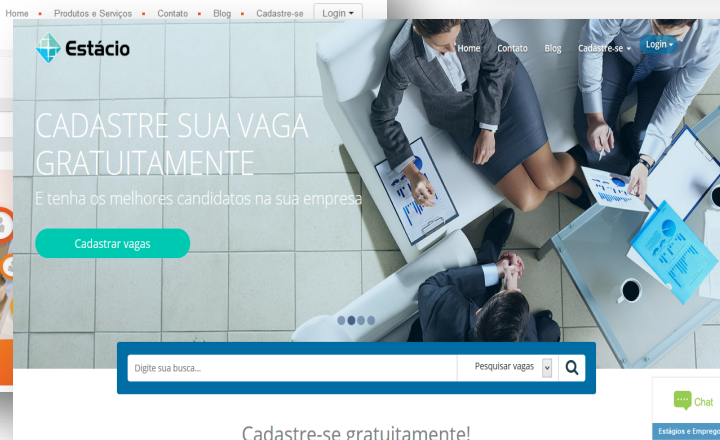 Home • Produtos e Serviços • Contato • Blog • Cadastre-se Login
Estácio
Home Contato Blog Cadastre-se Login
CADASTRE SUA VAGA
GRATUITAMENTE
E tenha os melhores candidatos na sua empresa
Cadastrar vagas
Digite sua busca... Pesquisar vagas
Chat
Estágios e Emprego
Cadastre-se gratuitamente!